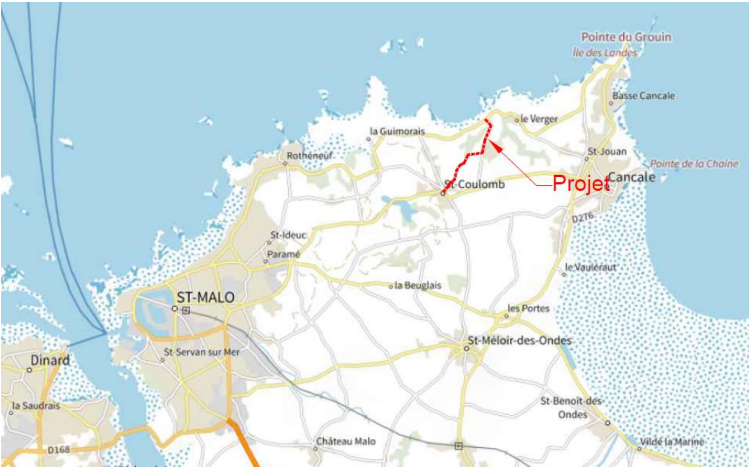 Pointe du Grouin
Île des Landes
Basse Cancale
le Verger
la Guimorais
Rothéneuf
St-Jouan
Pointe de la Chaine
St-Coulomb
Projet
Cancale
D276
St-Ideuc
Paramé
le Vauléraut
la Beuglais
ST-MALO
les Portes
St-Méloir-des-Ondes
St-Servan sur Mer
Dinard
la Saudrais
St-Benoit-des-
Ondes
D168
Château Malo
Vildé la Marine